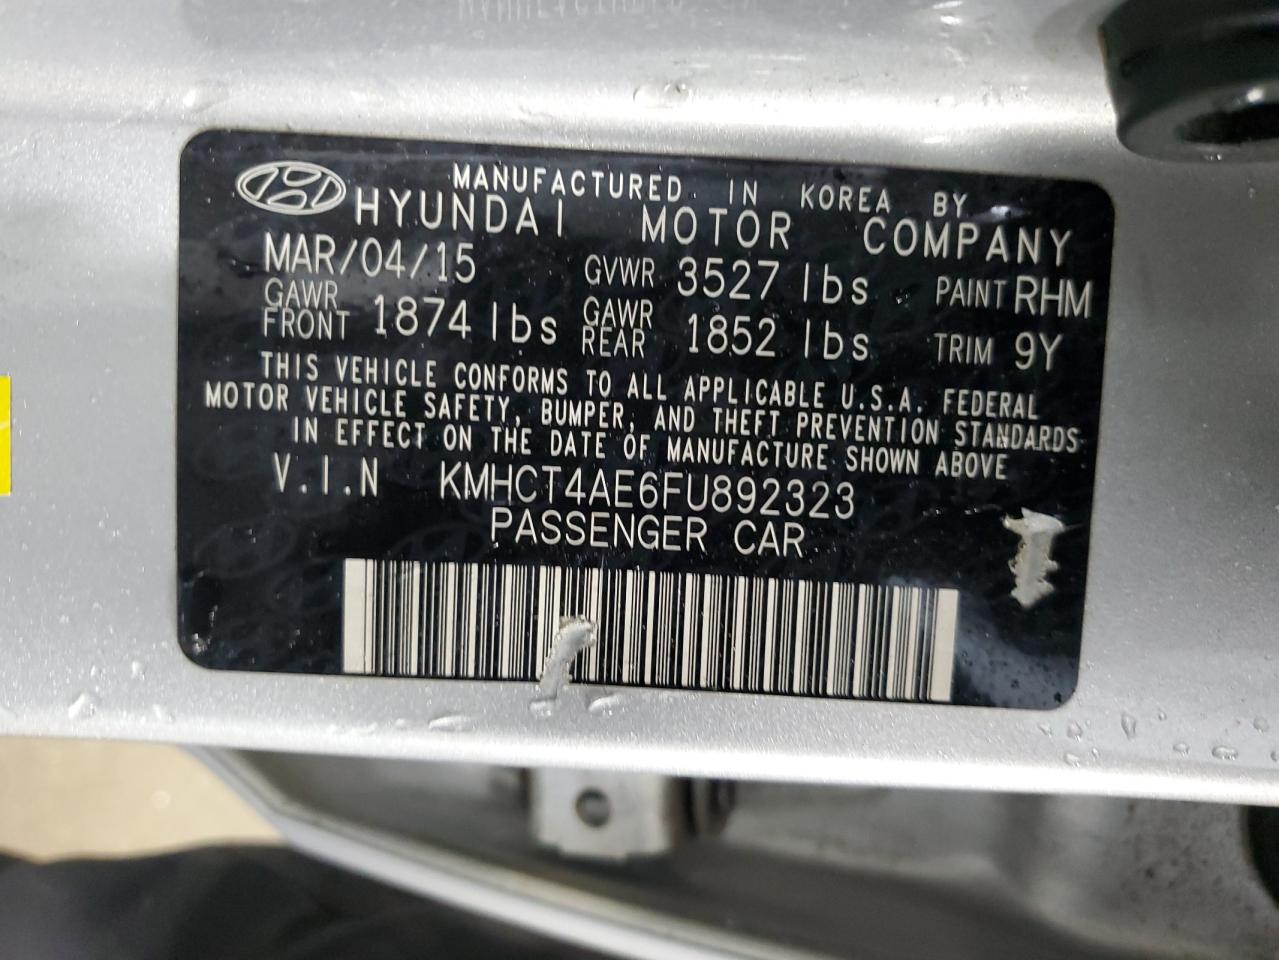 MANUFACTURED IN KOREA BY
HYUNDAI MOTOR COMPANY
MAR/04/15 GVWR 3527 lbs PAINT RHM
GAWR FRONT 1874 lbs GAWR REAR 1852 lbs TRIM 9Y
THIS VEHICLE CONFORMS TO ALL APPLICABLE U.S.A. FEDERAL
MOTOR VEHICLE SAFETY, BUMPER, AND THEFT PREVENTION STANDARDS
IN EFFECT ON THE DATE OF MANUFACTURE SHOWN ABOVE
V.I.N KMHCT4AE6FU892323
PASSENGER CAR